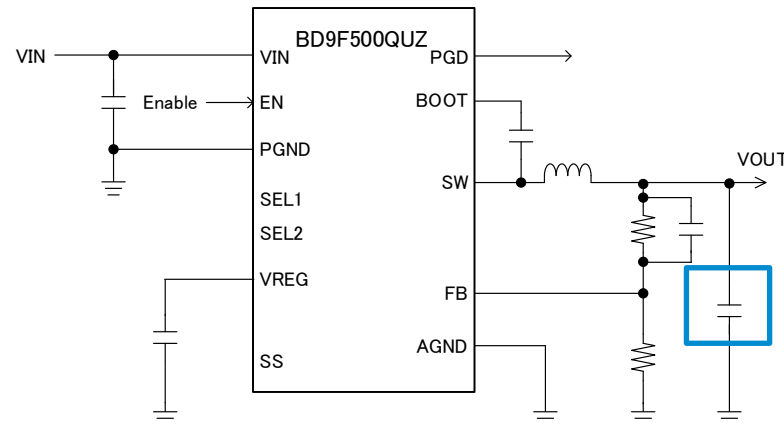 BD9F500QUZ
VIN
VIN
PGD
Enable
EN
BOOT
PGND
SW
VOUT
SEL1
SEL2
VREG
FB
AGND
SS